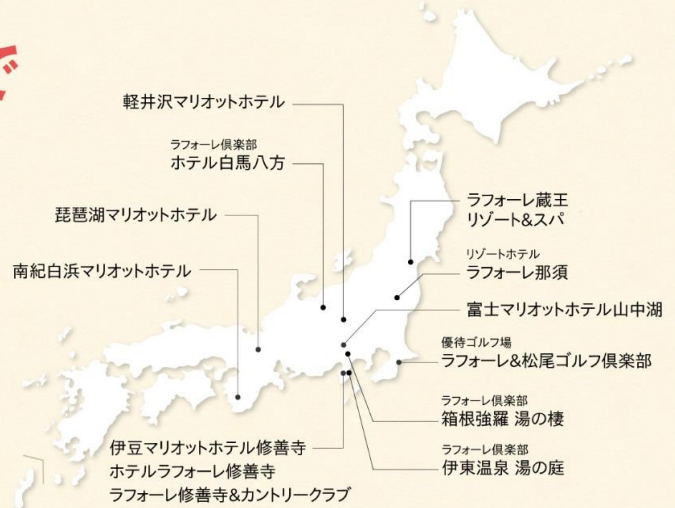 軽井沢マリオットホテル
ラフォーレ倶楽部
ホテル白馬八方
琵琶湖マリオットホテル
南紀白浜マリオットホテル
ラフォーレ蔵王
リゾート&スパ
リゾートホテル
ラフォーレ那須
富士マリオットホテル山中湖
優待ゴルフ場
ラフォーレ&松尾ゴルフ倶楽部
ラフォーレ倶楽部
箱根強羅 湯の棲
ラフォーレ倶楽部
伊東温泉 湯の庭
伊豆マリオットホテル修善寺
ホテルラフォーレ修善寺
ラフォーレ修善寺&カントリークラブ